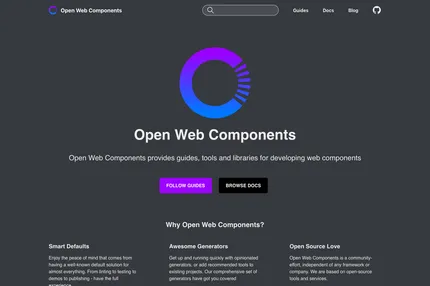 Open Web Components
Guides
Docs
Blog
Open Web Components
Open Web Components provides guides, tools and libraries for developing web components
FOLLOW GUIDES
BROWSE DOCS
Why Open Web Components?
Smart Defaults
Enjoy the peace of mind that comes from
having a well-known default solution for
almost everything. From linting to testing to
demos to publishing - have the full
experience.
Awesome Generators
Get up and running quickly with opionated
generators, or add recommended tools to
existing projects. Our comprehensive set of
generators have got you covered
Open Source Love
Open Web Components is a community-
effort, independent of any framework or
company. We are based on open-source
tools and services.